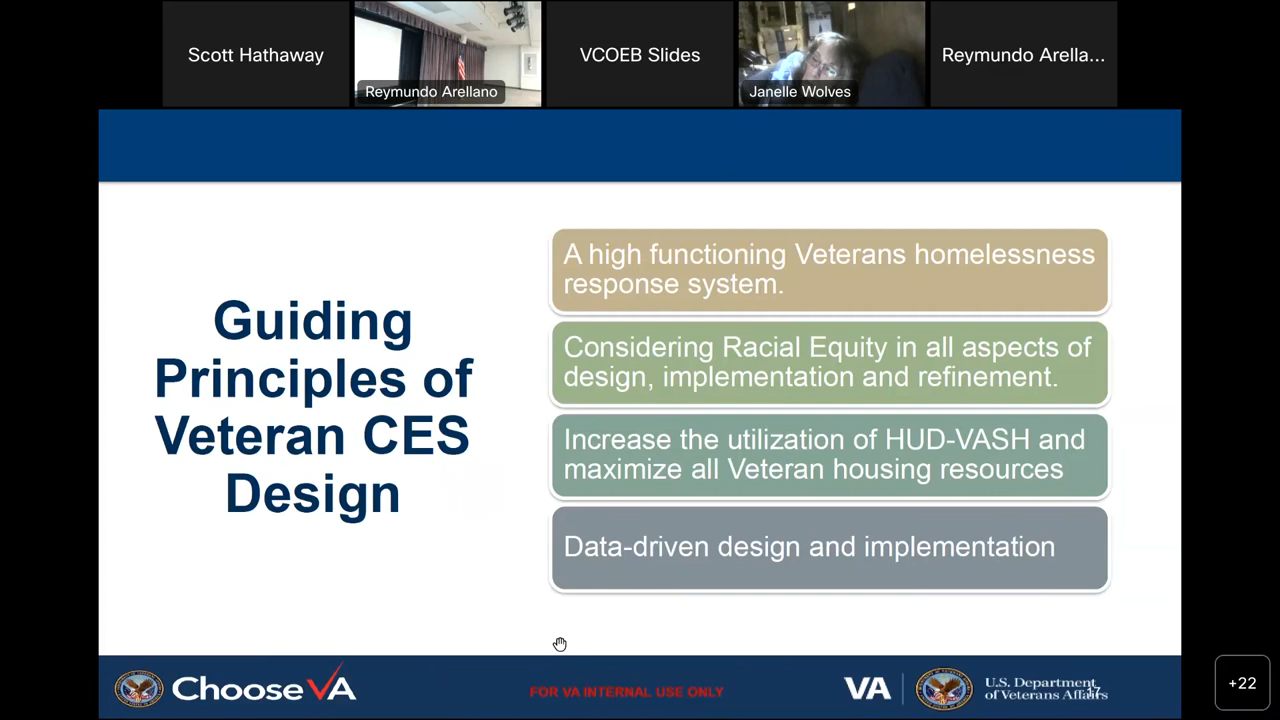 Scott Hathaway
Reymundo Arellano
VCOEB Slides
Janelle Wolves
Reymundo Arella...
Guiding
Principles of
Veteran CES
Design
A high functioning Veterans homelessness
response system.
Considering Racial Equity in all aspects of
design, implementation and refinement.
Increase the utilization of HUD-VASH and
maximize all Veteran housing resources
Data-driven design and implementation
ChooseVA
FOR VA INTERNAL USE ONLY
VA
U.S. Department
of Veterans Affairs
17
+22